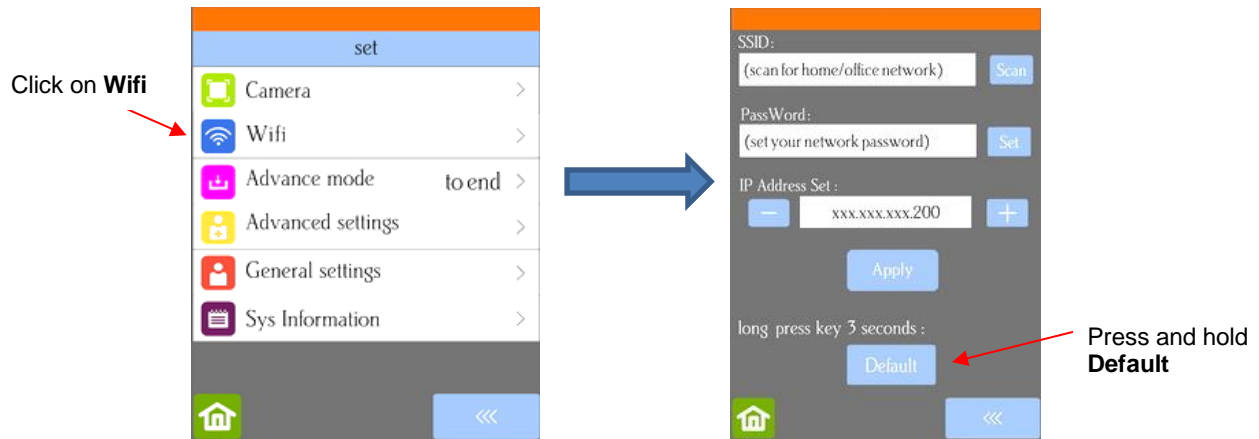 Click on Wifi
set
Camera
Wifi
Advance mode to end
Advanced settings
General settings
Sys Information
SSID:
(scan for home/office network) Scan
PassWord:
(set your network password) Set
IP Address Set :
xxx.xxx.xxx.200
Apply
long press key 3 seconds :
Default
Press and hold
Default